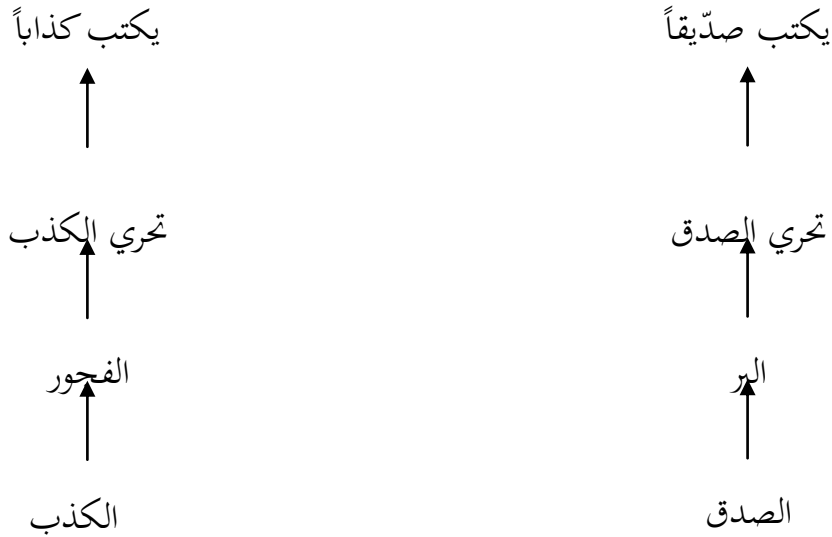 يكتب صدّيقاً
يكتب كذاباً
تحري الصدق
تحري الكذب
البر
الفجور
الصدق
الكذب